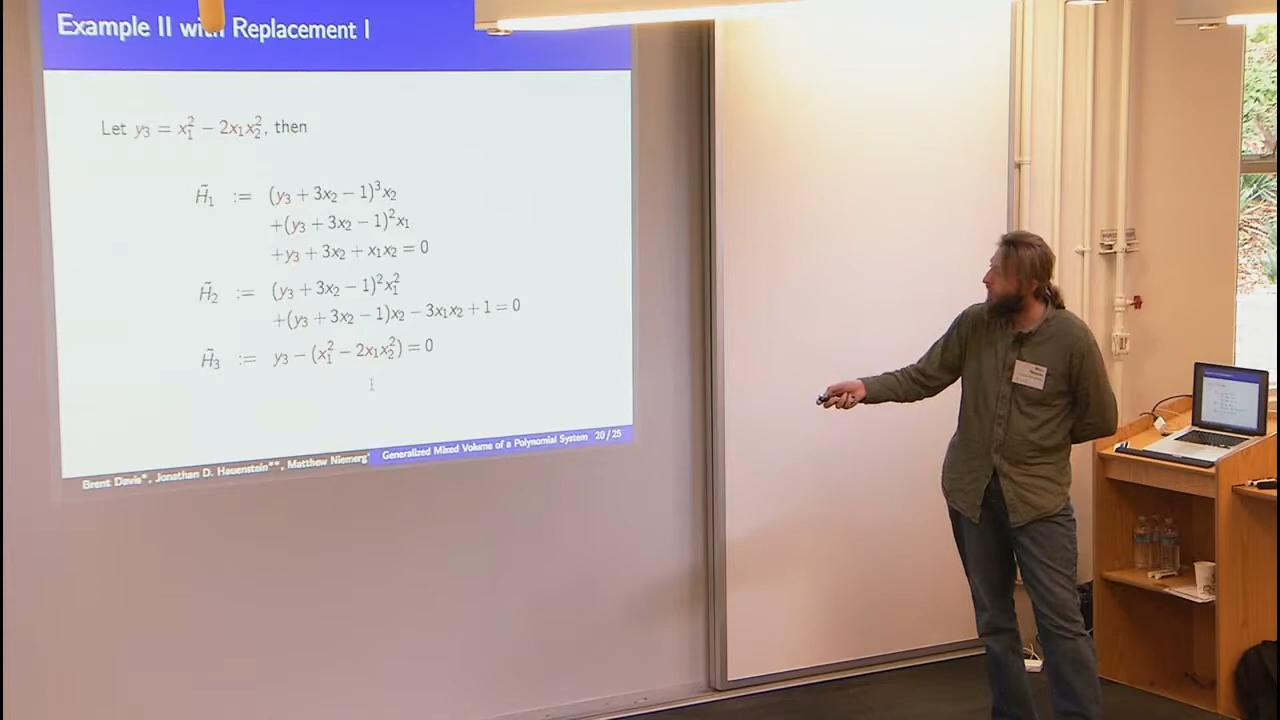 Example II with Replacement I
Let y₃ = x₁² − 2x₁x₂², then
H̃₁ := (y₃ + 3x₂ − 1)³x₂
+(y₃ + 3x₂ − 1)²x₁
+y₃ + 3x₂ + x₁x₂ = 0
H̃₂ := (y₃ + 3x₂ − 1)²x₁²
+(y₃ + 3x₂ − 1)x₂ − 3x₁x₂ + 1 = 0
H̃₃ := y₃ − (x₁² − 2x₁x₂²) = 0
Brent Davis*, Jonathan D. Hauenstein**, Matthew Niemerg* Generalized Mixed Volume of a Polynomial System 20 / 25